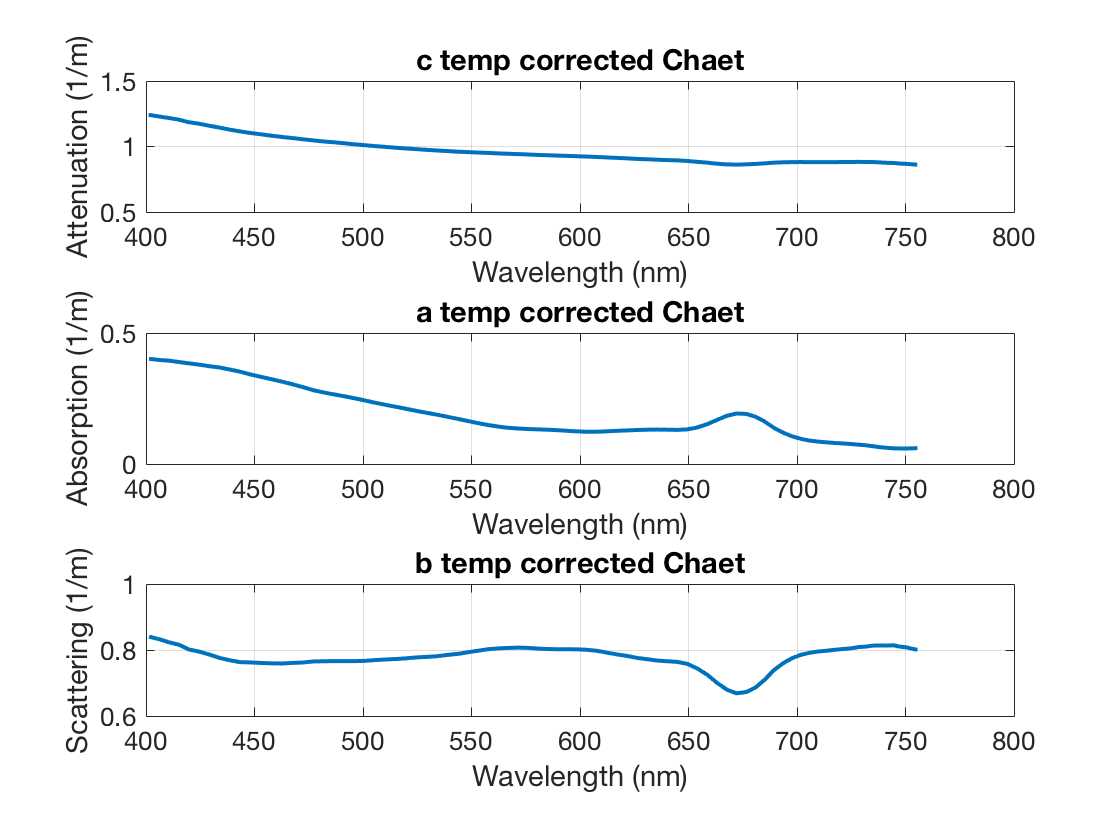 c temp corrected Chaet
Attenuation (1/m)
1.5
1
0.5
400 450 500 550 600 650 700 750 800
Wavelength (nm)
a temp corrected Chaet
Absorption (1/m)
0.5
0
400 450 500 550 600 650 700 750 800
Wavelength (nm)
b temp corrected Chaet
Scattering (1/m)
1
0.8
0.6
400 450 500 550 600 650 700 750 800
Wavelength (nm)